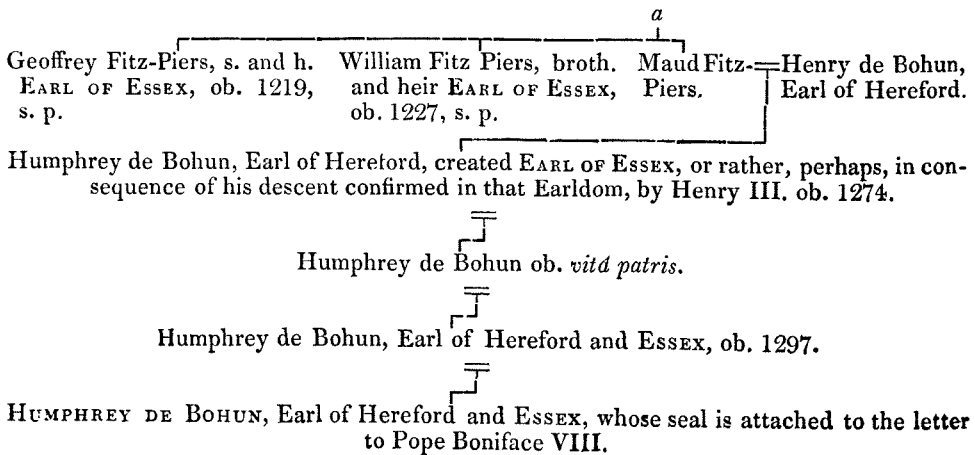 a
Geoffrey Fitz-Piers, s. and h.
EARL OF ESSEX, ob. 1219,
s. p.
William Fitz Piers, broth.
and heir EARL OF ESSEX,
ob. 1227, s. p.
Maud Fitz-
Piers.
Henry de Bohun,
Earl of Hereford.
Humphrey de Bohun, Earl of Hereford, created EARL OF ESSEX, or rather, perhaps, in con-
sequence of his descent confirmed in that Earldom, by Henry III. ob. 1274.
Humphrey de Bohun ob. vitâ patris.
Humphrey de Bohun, Earl of Hereford and ESSEX, ob. 1297.
HUMPHREY DE BOHUN, Earl of Hereford and ESSEX, whose seal is attached to the letter
to Pope Boniface VIII.